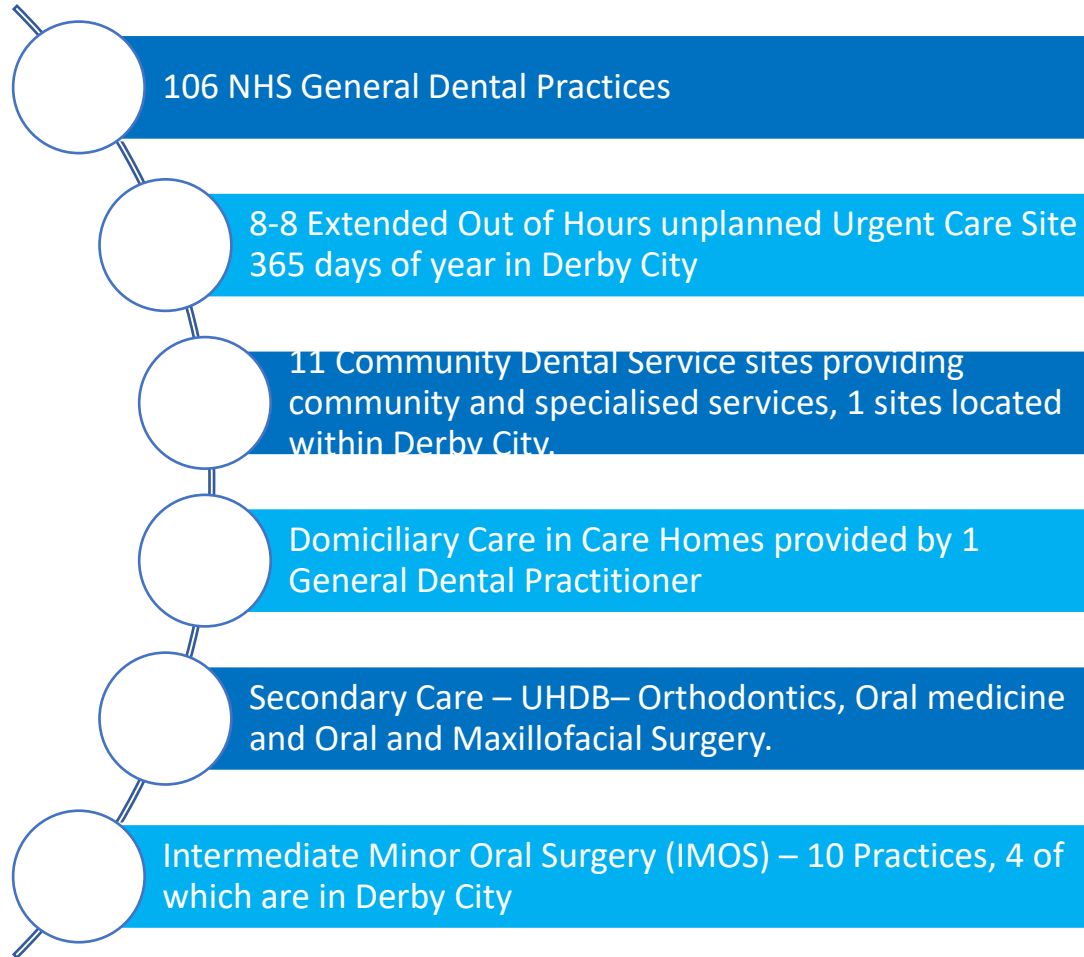 106 NHS General Dental Practices
8-8 Extended Out of Hours unplanned Urgent Care Site
365 days of year in Derby City
11 Community Dental Service sites providing
community and specialised services, 1 sites located
within Derby City.
Domiciliary Care in Care Homes provided by 1
General Dental Practitioner
Secondary Care – UHDB– Orthodontics, Oral medicine
and Oral and Maxillofacial Surgery.
Intermediate Minor Oral Surgery (IMOS) – 10 Practices, 4 of
which are in Derby City